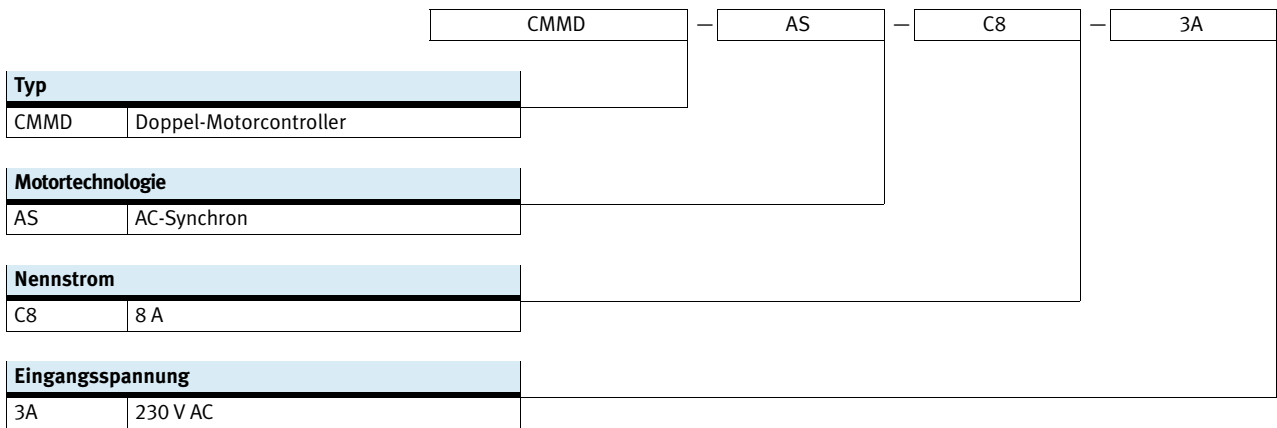 CMMD — AS — C8 — 3A
Typ
CMMD Doppel-Motorcontroller
Motortechnologie
AS AC-Synchron
Nennstrom
C8 8 A
Eingangsspannung
3A 230 V AC